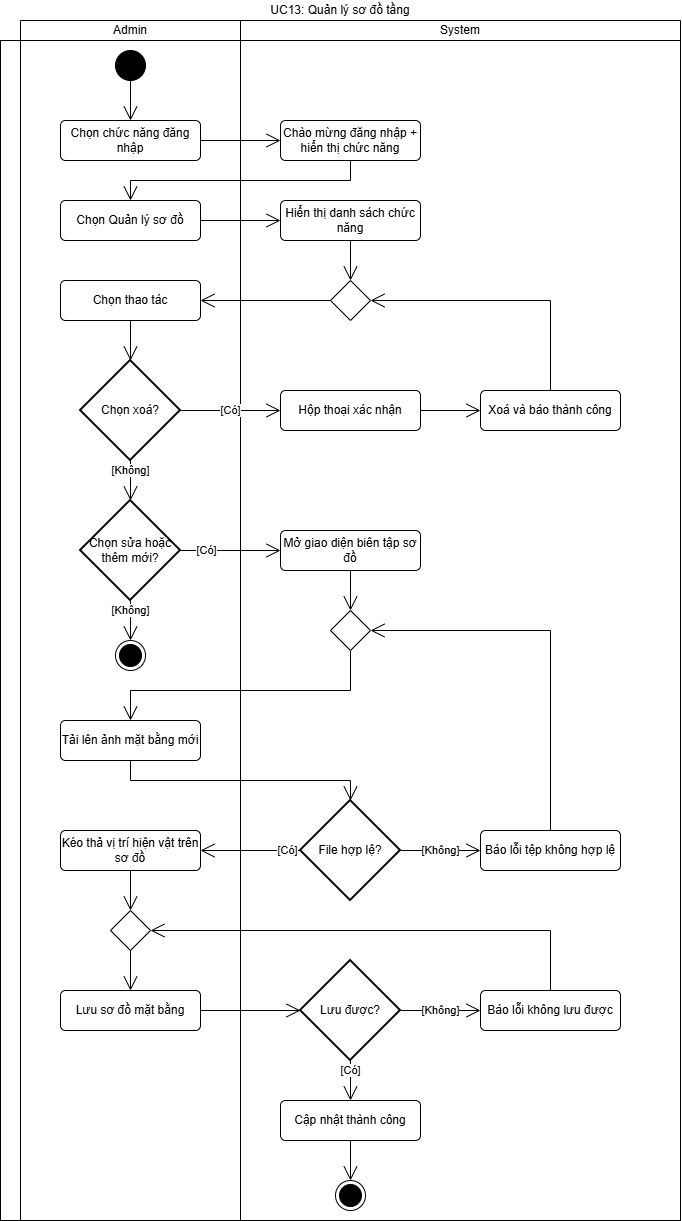 UC13: Quản lý sơ đồ tầng
Admin
System
Chọn chức năng đăng
nhập
Chào mừng đăng nhập +
hiển thị chức năng
Chọn Quản lý sơ đồ
Hiển thị danh sách chức
năng
Chọn thao tác
Chọn xoá?
[Có]
Hộp thoại xác nhận
Xoá và báo thành công
[Không]
Chọn sửa hoặc
thêm mới?
[Có]
Mở giao diện biên tập sơ
đồ
[Không]
Tải lên ảnh mặt bằng mới
Kéo thả vị trí hiện vật trên
sơ đồ
[Có]
File hợp lệ?
[Không]
Báo lỗi tệp không hợp lệ
Lưu sơ đồ mặt bằng
Lưu được?
[Không]
Báo lỗi không lưu được
[Có]
Cập nhật thành công